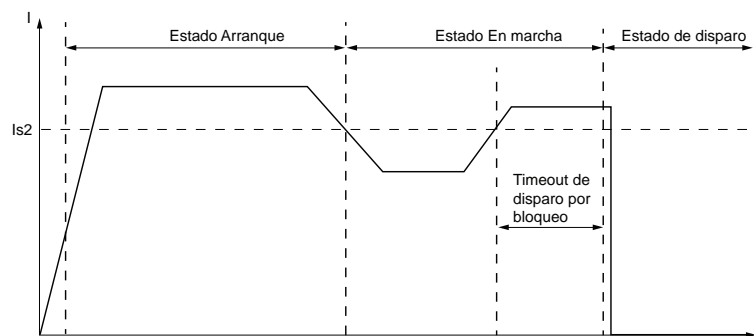 I
Estado Arranque
Estado En marcha
Estado de disparo
Is2
Timeout de
disparo por
bloqueo